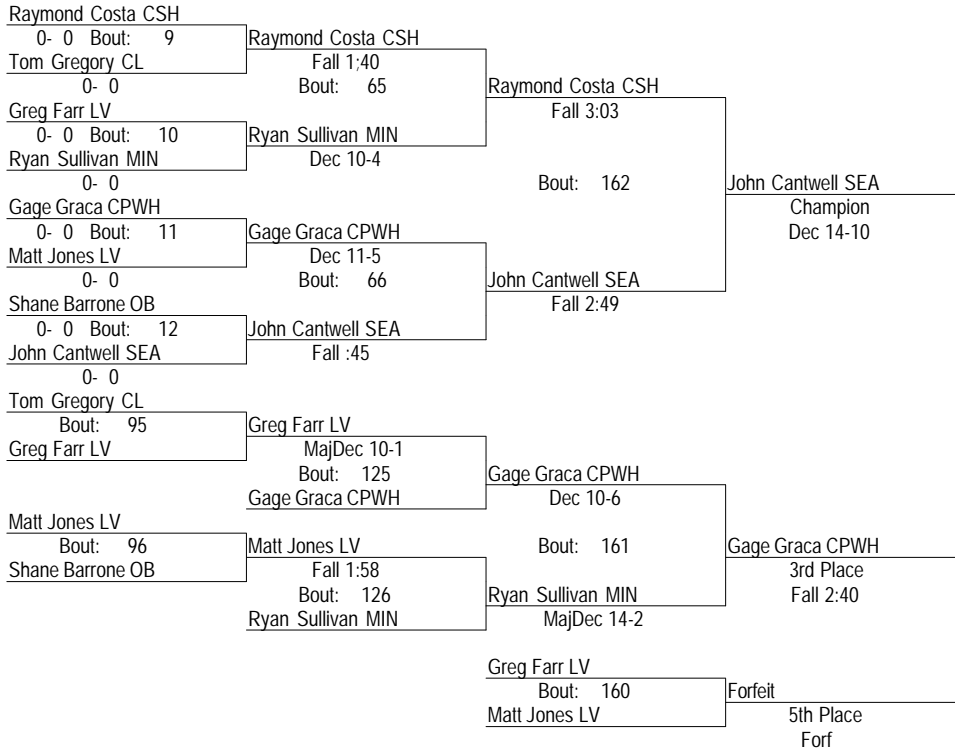 Raymond Costa CSH
0- 0 Bout: 9
Raymond Costa CSH
Tom Gregory CL
Fall 1;40
0- 0
Bout: 65
Raymond Costa CSH
Greg Farr LV
Fall 3:03
0- 0 Bout: 10
Ryan Sullivan MIN
Ryan Sullivan MIN
Dec 10-4
0- 0
Bout: 162
John Cantwell SEA
Gage Graca CPWH
Champion
0- 0 Bout: 11
Gage Graca CPWH
Dec 14-10
Matt Jones LV
Dec 11-5
0- 0
Bout: 66
John Cantwell SEA
Shane Barrone OB
Fall 2:49
0- 0 Bout: 12
John Cantwell SEA
John Cantwell SEA
Fall :45
0- 0
Tom Gregory CL
Bout: 95
Greg Farr LV
Greg Farr LV
MajDec 10-1
Bout: 125
Gage Graca CPWH
Gage Graca CPWH
Dec 10-6
Matt Jones LV
Bout: 96
Matt Jones LV
Bout: 161
Gage Graca CPWH
Shane Barrone OB
Fall 1:58
3rd Place
Bout: 126
Ryan Sullivan MIN
Fall 2:40
Ryan Sullivan MIN
MajDec 14-2
Greg Farr LV
Bout: 160
Forfeit
Matt Jones LV
5th Place
Forf